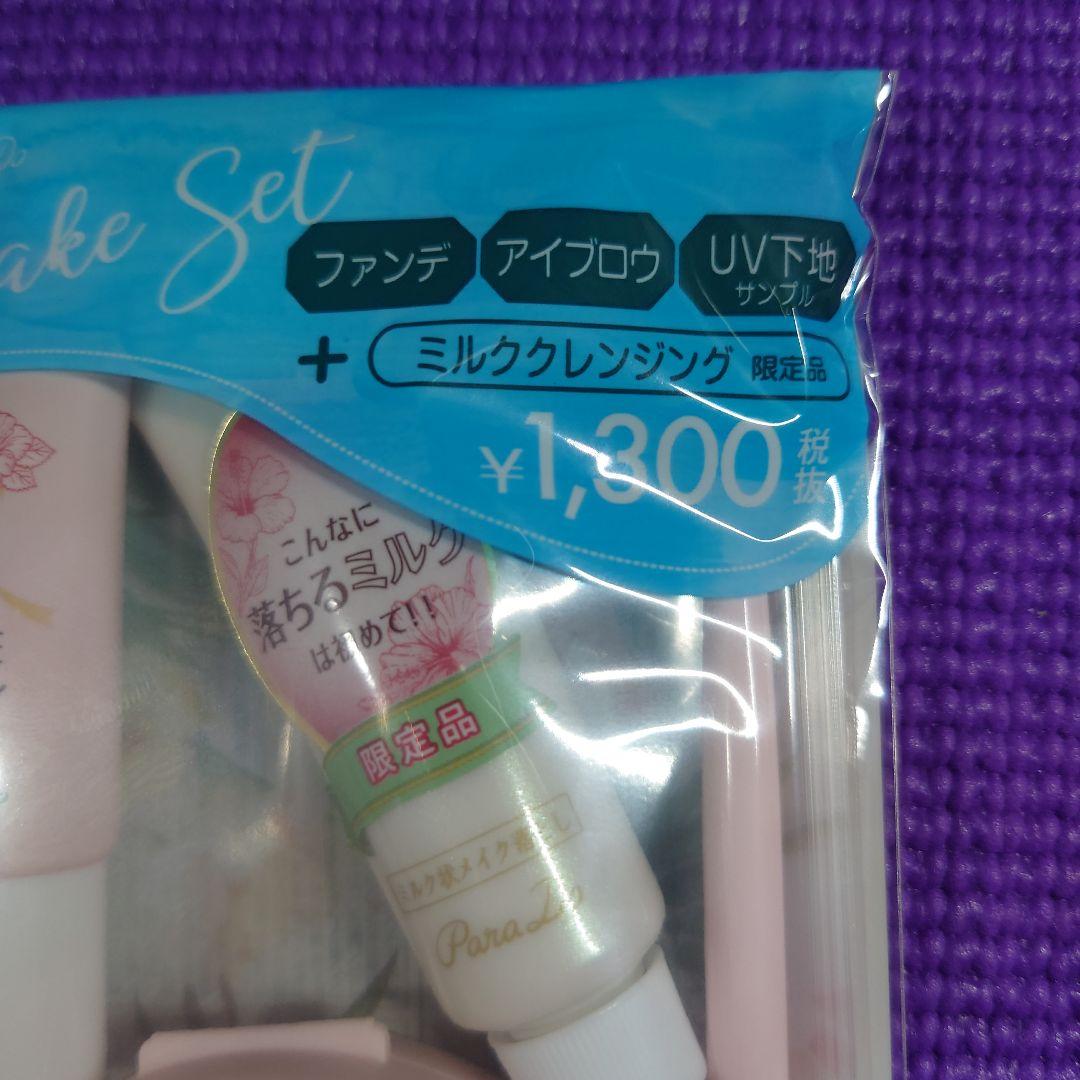 ake Set
ファンデ
アイブロウ
UV下地
サンプル
+ ミルククレンジング 限定品
¥1,300 税抜
こんなに
落ちるミルク
は初めて!!
限定品
ミルク状メイク落とし
Para Do